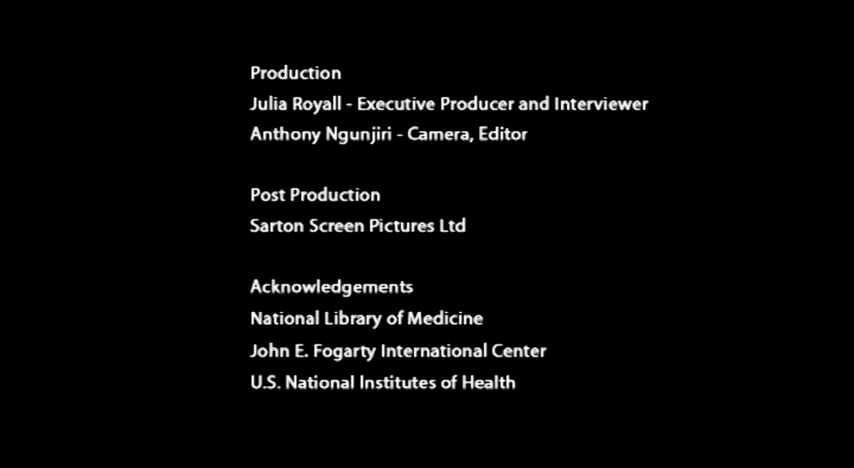 Production
Julia Royall - Executive Producer and Interviewer
Anthony Ngunjiri - Camera, Editor
Post Production
Sarton Screen Pictures Ltd
Acknowledgements
National Library of Medicine
John E. Fogarty International Center
U.S. National Institutes of Health